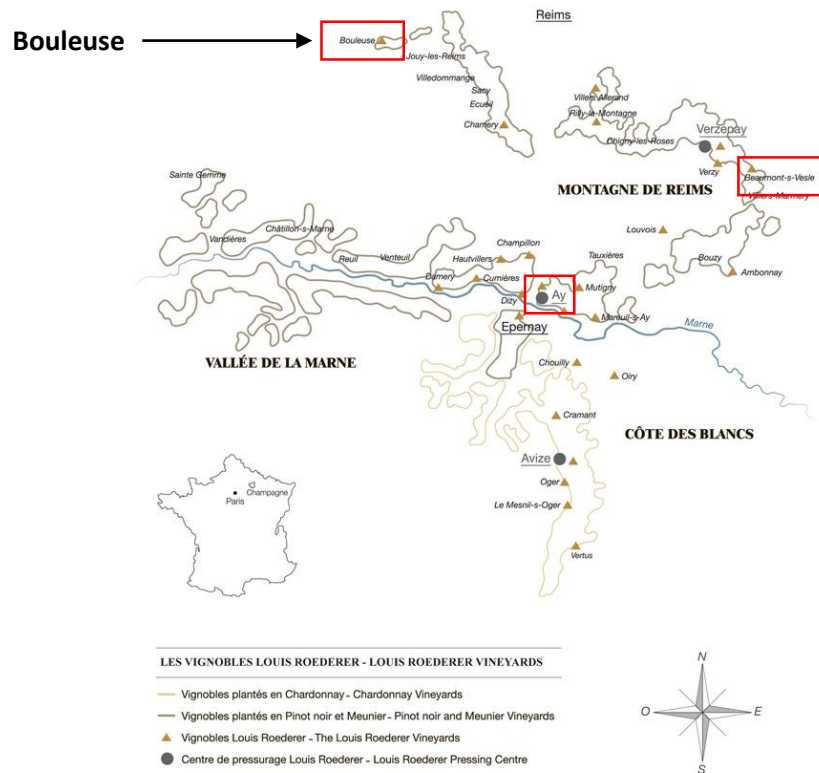 Reims
Bouleuse
Bouleuse
Jouy-les-Reims
Villedommange
Sacy
Ecueil
Chamery
Villers Allerand
Rilly-la-Montagne
Chigny-les-Roses
Verzepay
Verzy
Beaumont-s-Vesle
Villers-Marmery
MONTAGNE DE REIMS
Sainte Gemme
Châtillon-s-Marne
Vandières
Reuil
Venteuil
Damery
Hautvillers
Cumières
Champillon
Dizy
Ay
Tauxières
Mutigny
Mareuil-s-Ay
Louvois
Bouzy
Ambonnay
Epernay
Marne
VALLÉE DE LA MARNE
Chouilly
Oiry
Cramant
CÔTE DES BLANCS
Avize
Oger
Le Mesnil-s-Oger
Vertus
Champagne
Paris
LES VIGNOBLES LOUIS ROEDERER - LOUIS ROEDERER VINEYARDS
Vignobles plantés en Chardonnay - Chardonnay Vineyards
Vignobles plantés en Pinot noir et Meunier - Pinot noir and Meunier Vineyards
Vignobles Louis Roederer - The Louis Roederer Vineyards
Centre de pressurage Louis Roederer - Louis Roederer Pressing Centre
N
O
E
S